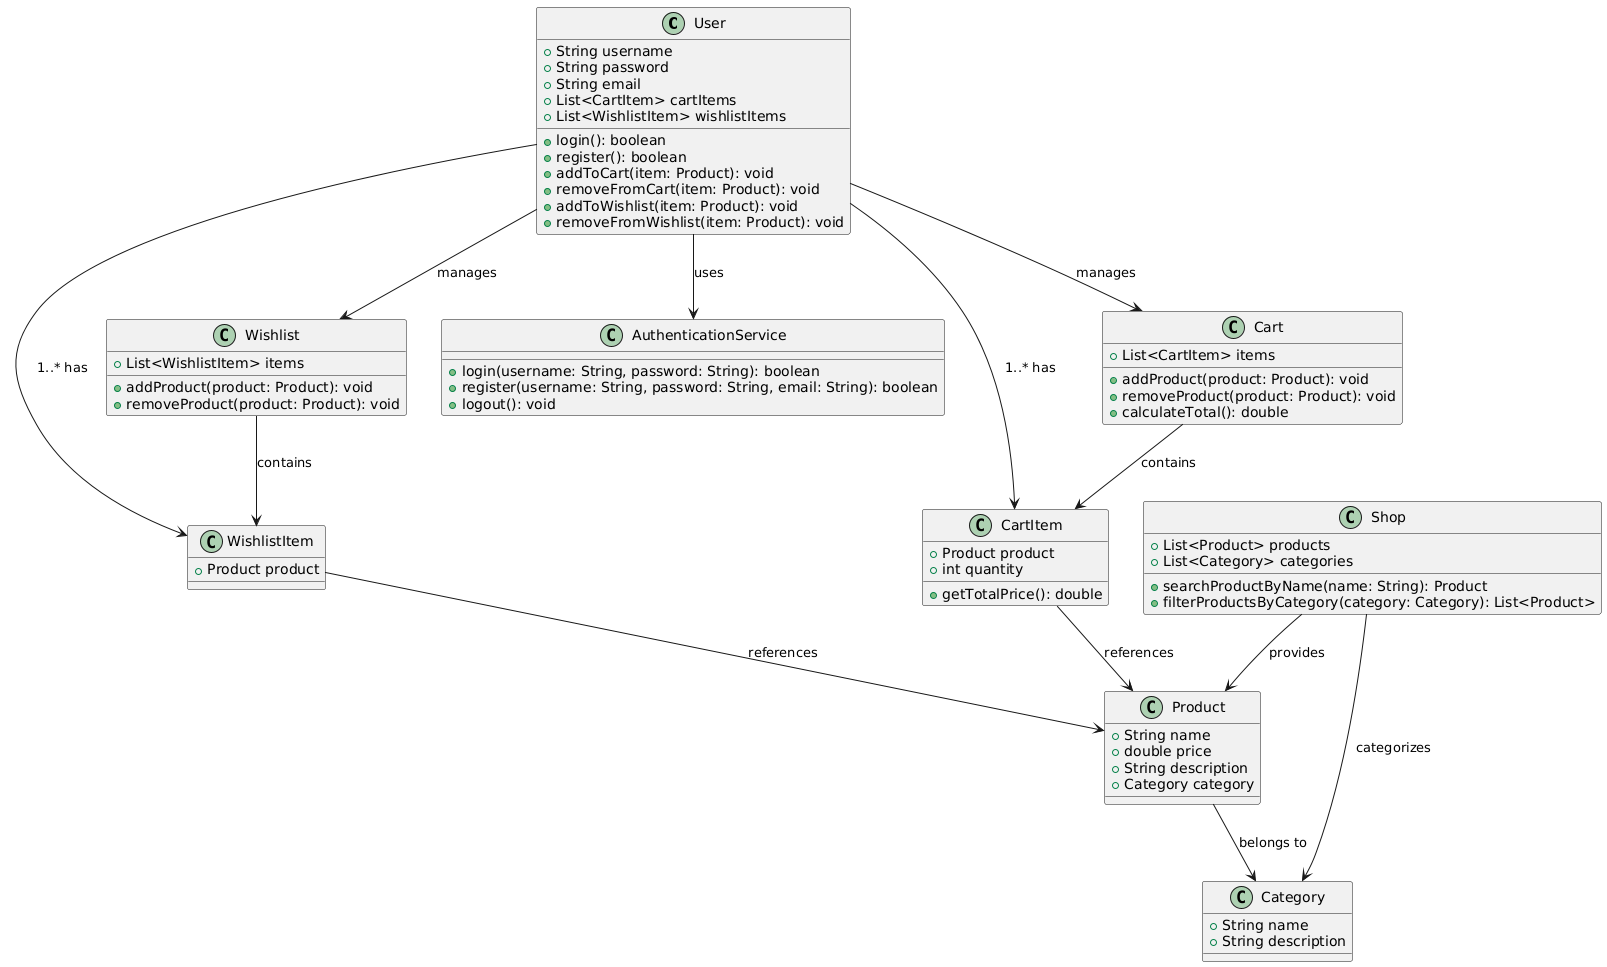 C User
String username
String password
String email
List<CartItem> cartItems
List<WishlistItem> wishlistItems
login(): boolean
register(): boolean
addToCart(item: Product): void
removeFromCart(item: Product): void
addToWishlist(item: Product): void
removeFromWishlist(item: Product): void
manages
uses
manages
C Wishlist
List<WishlistItem> items
addProduct(product: Product): void
removeProduct(product: Product): void
C AuthenticationService
login(username: String, password: String): boolean
register(username: String, password: String, email: String): boolean
logout(): void
C Cart
List<CartItem> items
addProduct(product: Product): void
removeProduct(product: Product): void
calculateTotal(): double
1..* has
1..* has
contains
contains
C WishlistItem
Product product
C CartItem
Product product
int quantity
getTotalPrice(): double
C Shop
List<Product> products
List<Category> categories
searchProductByName(name: String): Product
filterProductsByCategory(category: Category): List<Product>
references
references
provides
C Product
String name
double price
String description
Category category
categorizes
belongs to
C Category
String name
String description